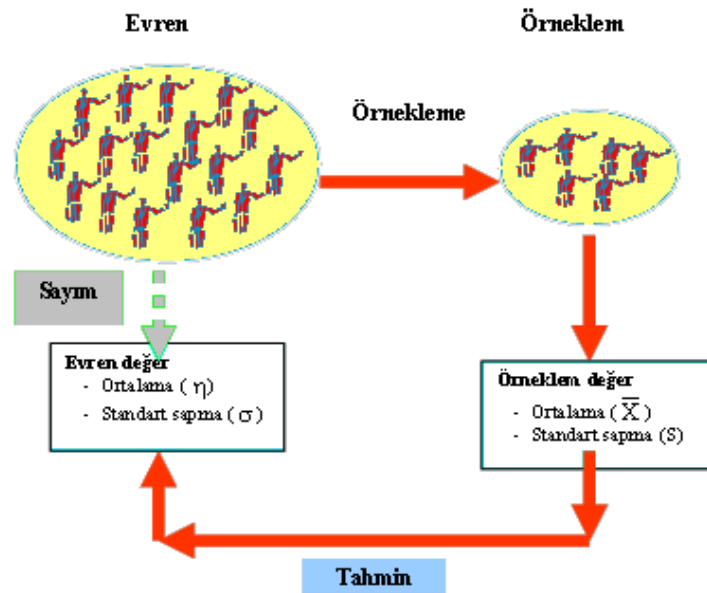 Evren
Örneklem
Örnekleme
Sayım
Evren değer
- Ortalama ( η)
- Standart sapma ( σ)
Örneklem değer
- Ortalama ( X̅ )
- Standart sapma (S)
Tahmin